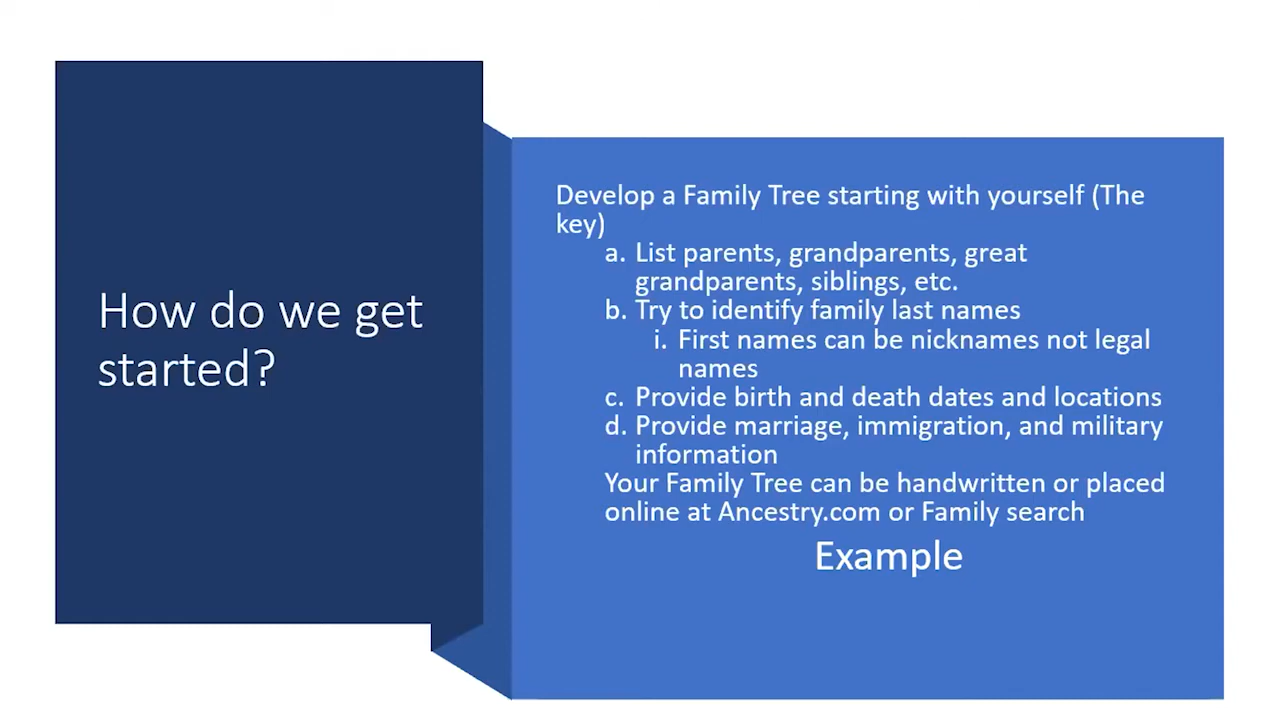 How do we get
started?
Develop a Family Tree starting with yourself (The
key)
a. List parents, grandparents, great
grandparents, siblings, etc.
b. Try to identify family last names
i. First names can be nicknames not legal
names
c. Provide birth and death dates and locations
d. Provide marriage, immigration, and military
information
Your Family Tree can be handwritten or placed
online at Ancestry.com or Family search
Example